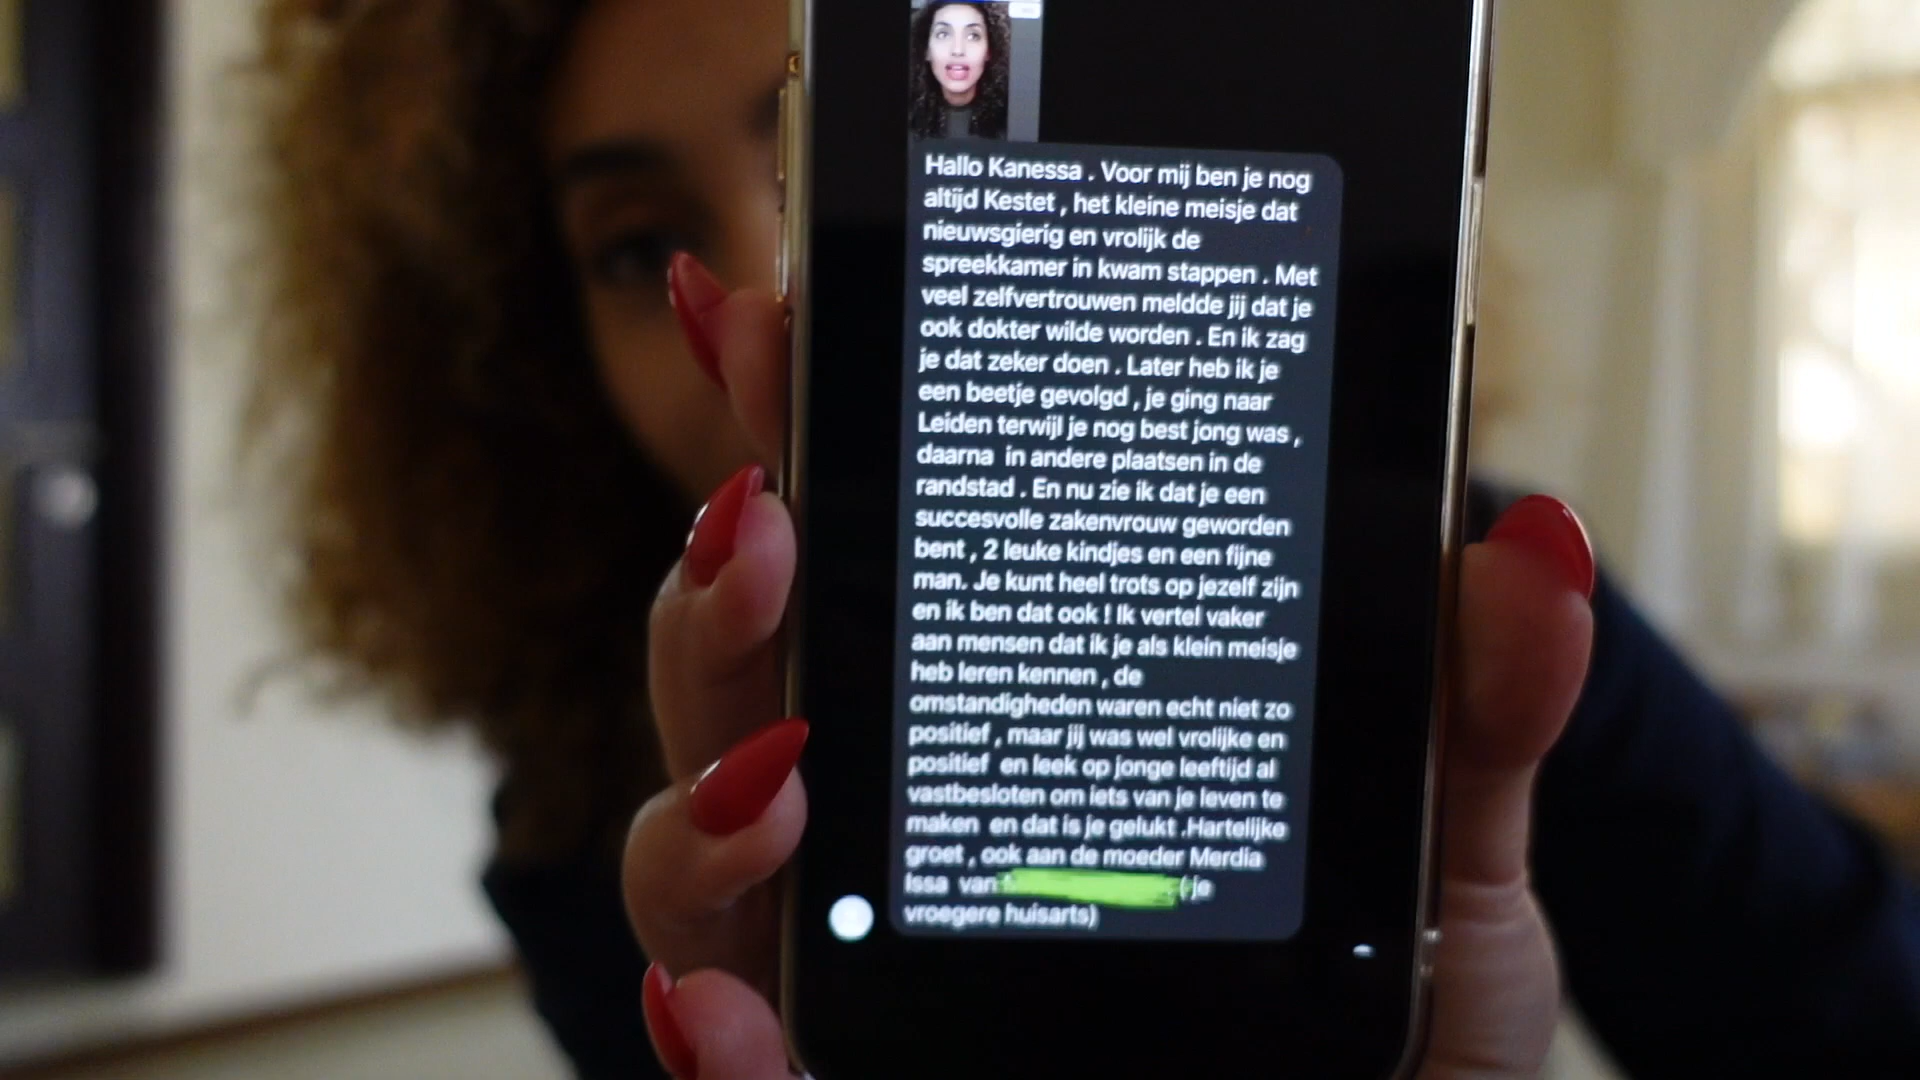 Hallo Kanessa . Voor mij ben je nog
altijd Kestet , het kleine meisje dat
nieuwsgierig en vrolijk de
spreekkamer in kwam stappen . Met
veel zelfvertrouwen meldde jij dat je
ook dokter wilde worden . En ik zag
je dat zeker doen . Later heb ik je
een beetje gevolgd , je ging naar
Leiden terwijl je nog best jong was ,
daarna in andere plaatsen in de
randstad . En nu zie ik dat je een
succesvolle zakenvrouw geworden
bent , 2 leuke kindjes en een fijne
man. Je kunt heel trots op jezelf zijn
en ik ben dat ook ! Ik vertel vaker
aan mensen dat ik je als klein meisje
heb leren kennen , de
omstandigheden waren echt niet zo
positief , maar jij was wel vrolijke en
positief en leek op jonge leeftijd al
vastbesloten om iets van je leven te
maken en dat is je gelukt .Hartelijke
groet , ook aan de moeder Merdia
Issa van ( je
vroegere huisarts)